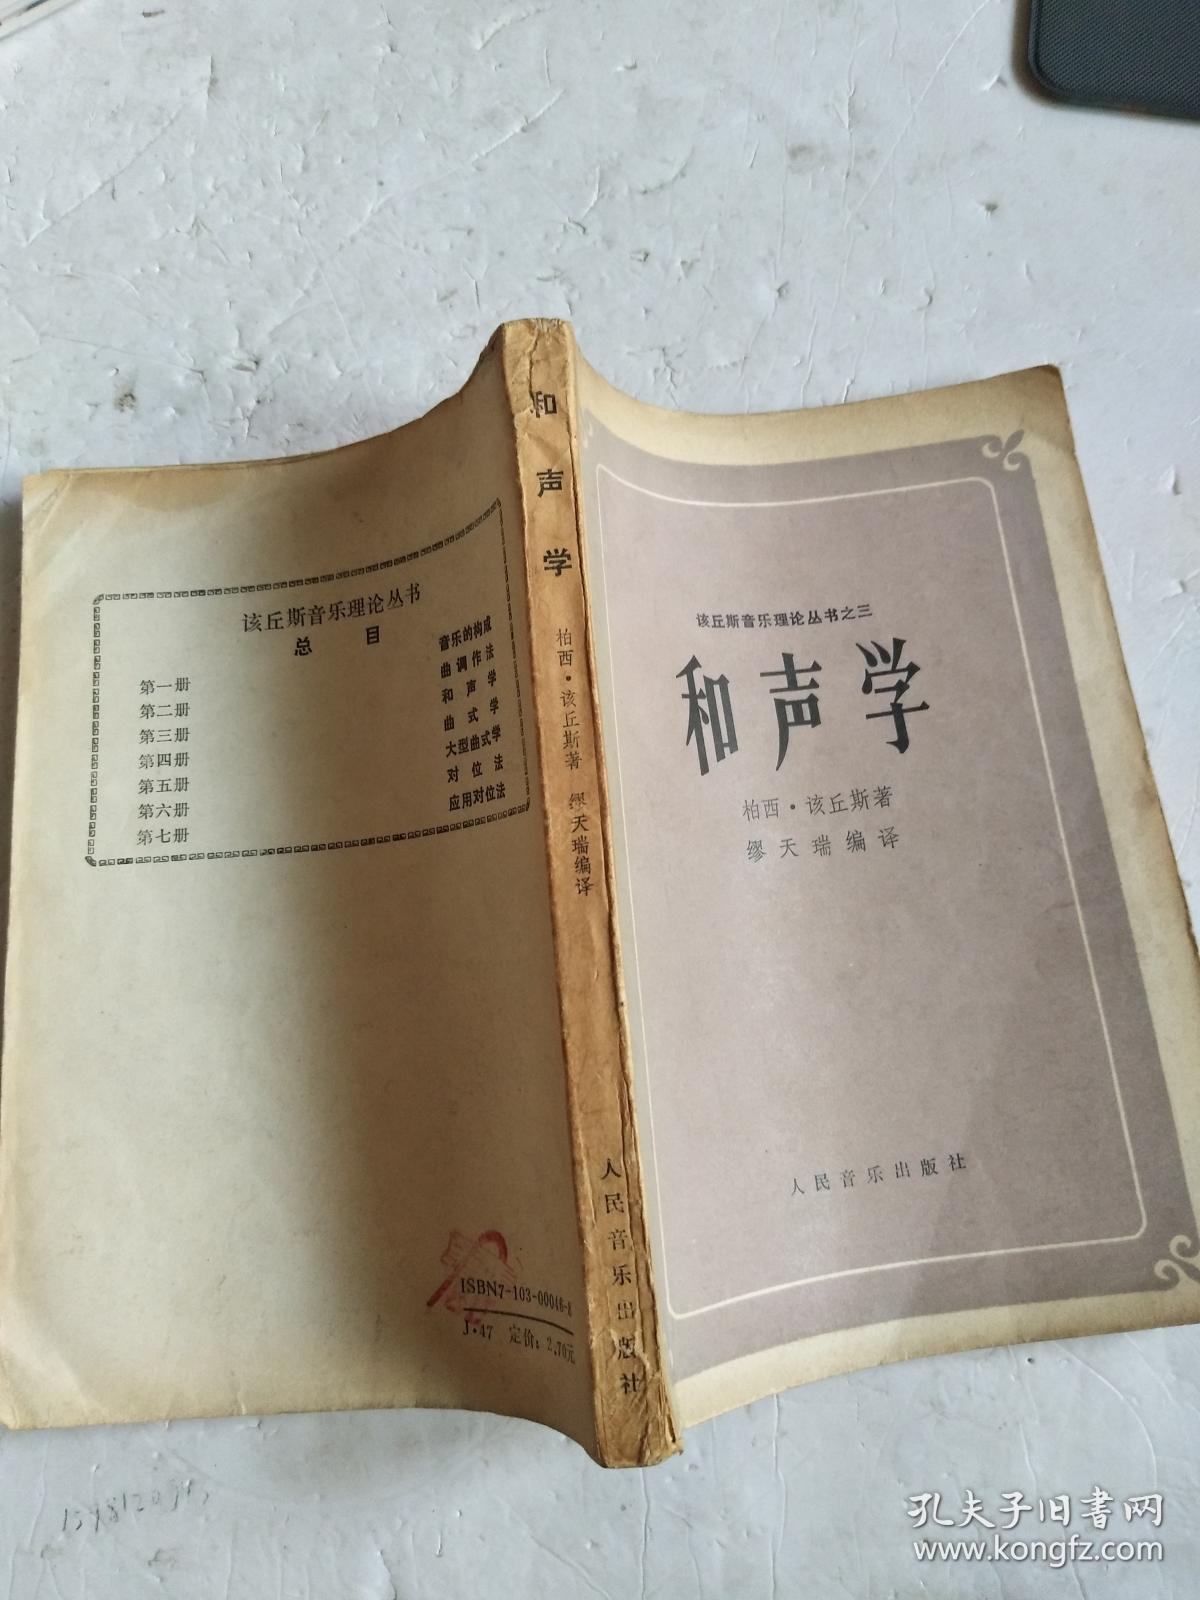 该丘斯音乐理论丛书
总 目
第一册 音乐的构成
第二册 曲调作法
第三册 和声学
第四册 曲式学
第五册 大型曲式学
第六册 对位法
第七册 应用对位法
ISBN7-103-00046-8
J·47 定价：2.70元
和声学
柏西·该丘斯著 缪天瑞编译
人民音乐出版社
该丘斯音乐理论丛书之三
和声学
柏西·该丘斯著
缪天瑞编译
人民音乐出版社
孔夫子旧书网
www.kongfz.com